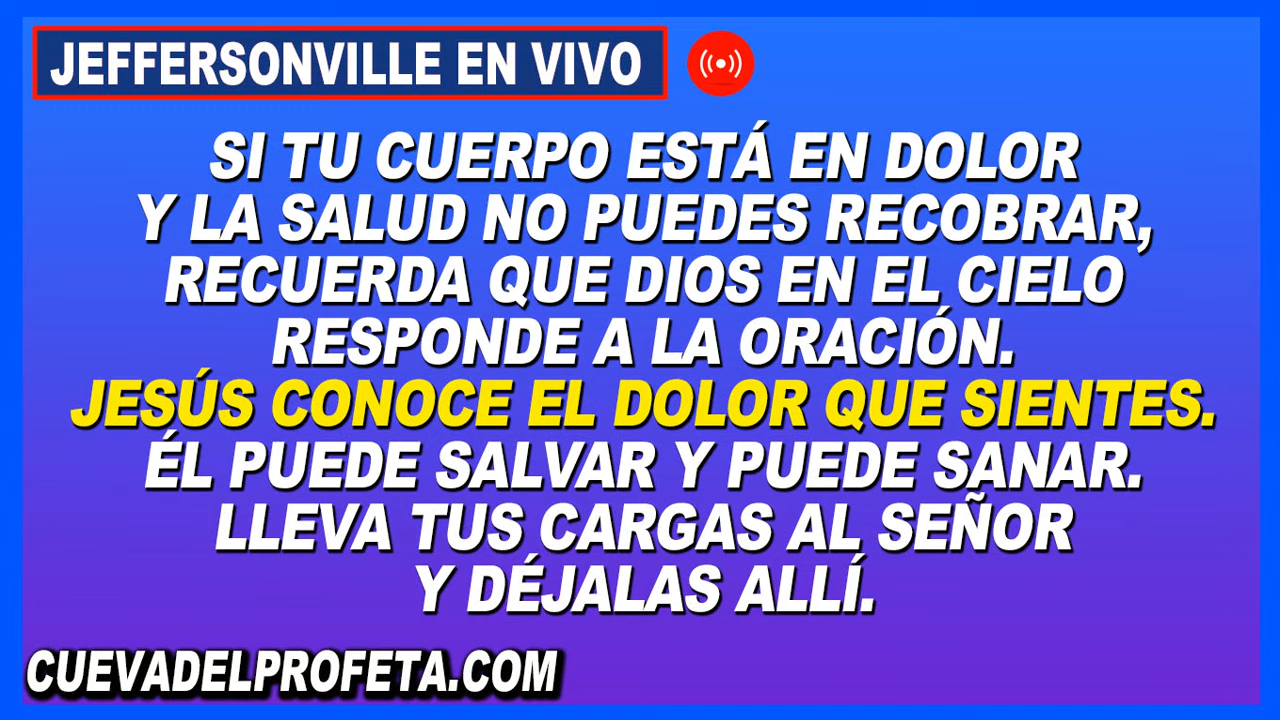 JEFFERSONVILLE EN VIVO
SI TU CUERPO ESTÁ EN DOLOR
Y LA SALUD NO PUEDES RECOBRAR,
RECUERDA QUE DIOS EN EL CIELO
RESPONDE A LA ORACIÓN.
JESÚS CONOCE EL DOLOR QUE SIENTES.
ÉL PUEDE SALVAR Y PUEDE SANAR.
LLEVA TUS CARGAS AL SEÑOR
Y DÉJALAS ALLÍ.
CUEVADELPROFETA.COM